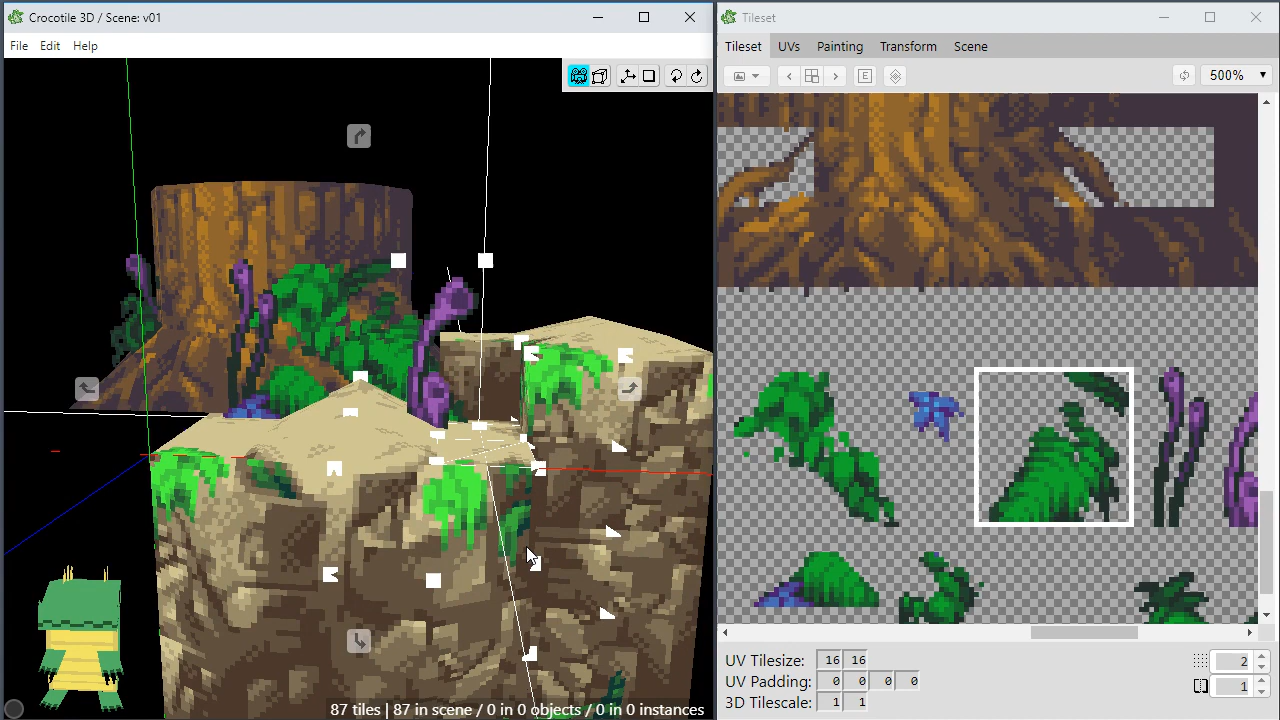 Crocotile 3D / Scene: v01
File Edit Help
87 tiles | 87 in scene / 0 in 0 objects / 0 in 0 instances
Tileset
Tileset UVs Painting Transform Scene
E 500%
UV Tilesize: 16 16 2
UV Padding: 0 0 0 0 1
3D Tilescale: 1 1